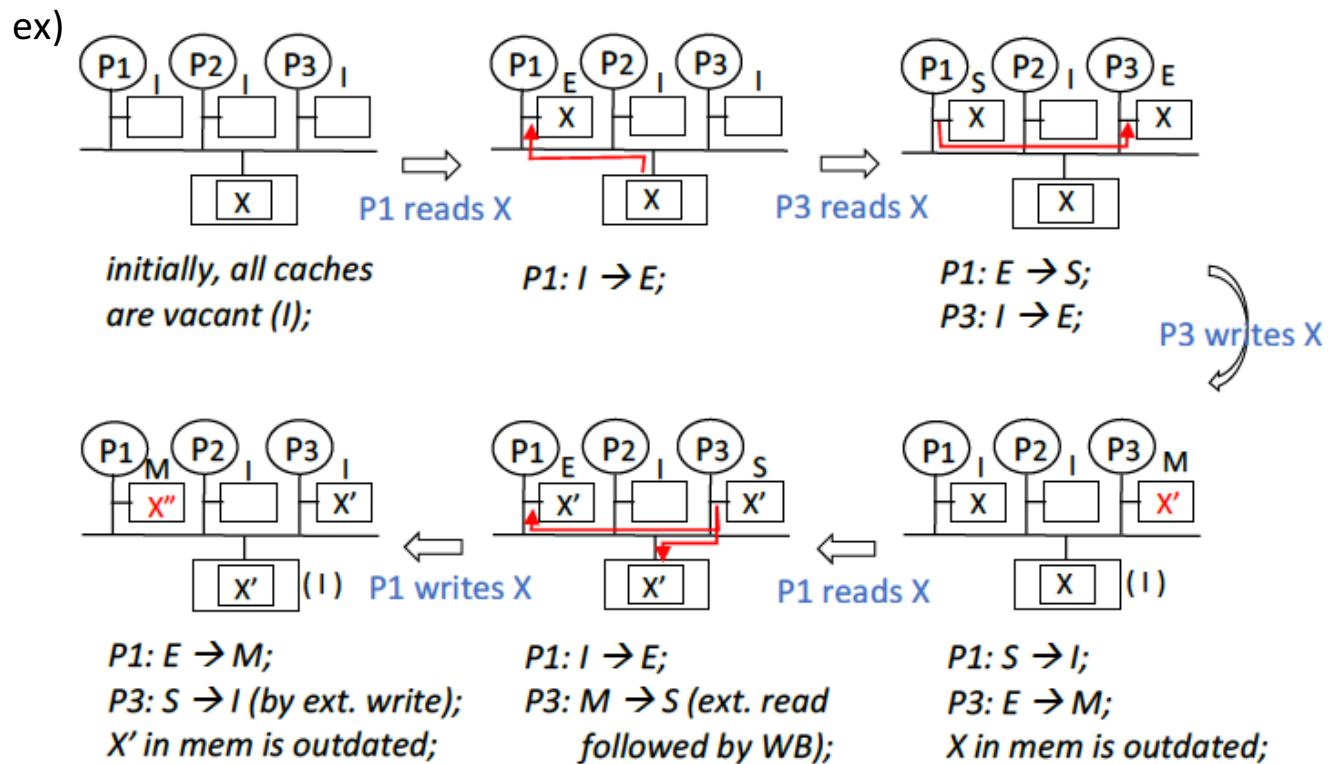 ex)
P1 I P2 I P3 I
X
initially, all caches
are vacant (I);
P1 reads X
P1 E P2 I P3 I
X
X
P1: I → E;
P3 reads X
P1 S P2 I P3 E
X X
X
P1: E → S;
P3: I → E;
P3 writes X
P1 I P2 I P3 M
X X'
X (I)
P1: S → I;
P3: E → M;
X in mem is outdated;
P1 reads X
P1 E P2 I P3 S
X' X'
X'
P1: I → E;
P3: M → S (ext. read
followed by WB);
P1 writes X
P1 M P2 I P3 I
X" X'
X' (I)
P1: E → M;
P3: S → I (by ext. write);
X' in mem is outdated;